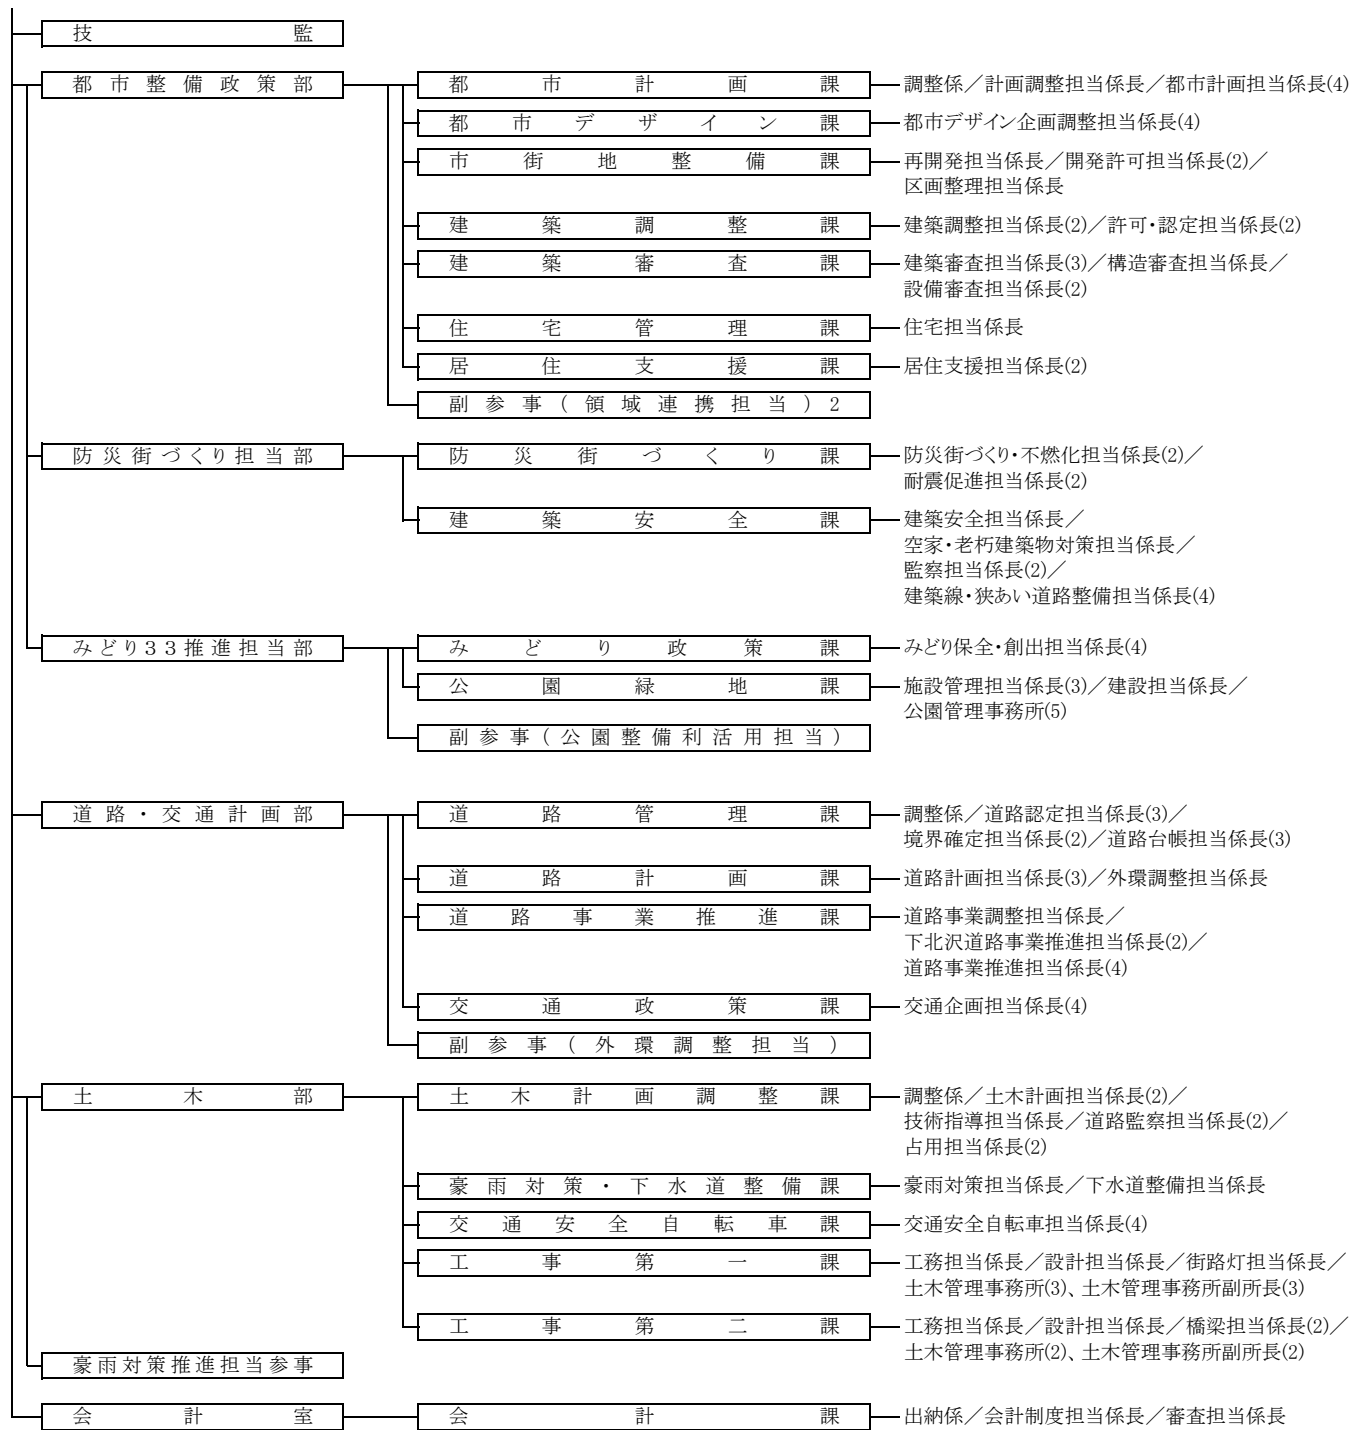 技監
都市整備政策部
都市計画課
調整係／計画調整担当係長／都市計画担当係長(4)
都市デザイン課
都市デザイン企画調整担当係長(4)
市街地整備課
再開発担当係長／開発許可担当係長(2)／
区画整理担当係長
建築調整課
建築調整担当係長(2)／許可・認定担当係長(2)
建築審査課
建築審査担当係長(3)／構造審査担当係長／
設備審査担当係長(2)
住宅管理課
住宅担当係長
居住支援課
居住支援担当係長(2)
副参事(領域連携担当)2
防災街づくり担当部
防災街づくり課
防災街づくり・不燃化担当係長(2)／
耐震促進担当係長(2)
建築安全課
建築安全担当係長／
空家・老朽建築物対策担当係長／
監察担当係長(2)／
建築線・狭あい道路整備担当係長(4)
みどり33推進担当部
みどり政策課
みどり保全・創出担当係長(4)
公園緑地課
施設管理担当係長(3)／建設担当係長／
公園管理事務所(5)
副参事(公園整備利活用担当)
道路・交通計画部
道路管理課
調整係／道路認定担当係長(3)／
境界確定担当係長(2)／道路台帳担当係長(3)
道路計画課
道路計画担当係長(3)／外環調整担当係長
道路事業推進課
道路事業調整担当係長／
下北沢道路事業推進担当係長(2)／
道路事業推進担当係長(4)
交通政策課
交通企画担当係長(4)
副参事(外環調整担当)
土木部
土木計画調整課
調整係／土木計画担当係長(2)／
技術指導担当係長／道路監察担当係長(2)／
占用担当係長(2)
豪雨対策・下水道整備課
豪雨対策担当係長／下水道整備担当係長
交通安全自転車課
交通安全自転車担当係長(4)
工事第一課
工務担当係長／設計担当係長／街路灯担当係長／
土木管理事務所(3)、土木管理事務所副所長(3)
工事第二課
工務担当係長／設計担当係長／橋梁担当係長(2)／
土木管理事務所(2)、土木管理事務所副所長(2)
豪雨対策推進担当参事
会計室
会計課
出納係／会計制度担当係長／審査担当係長